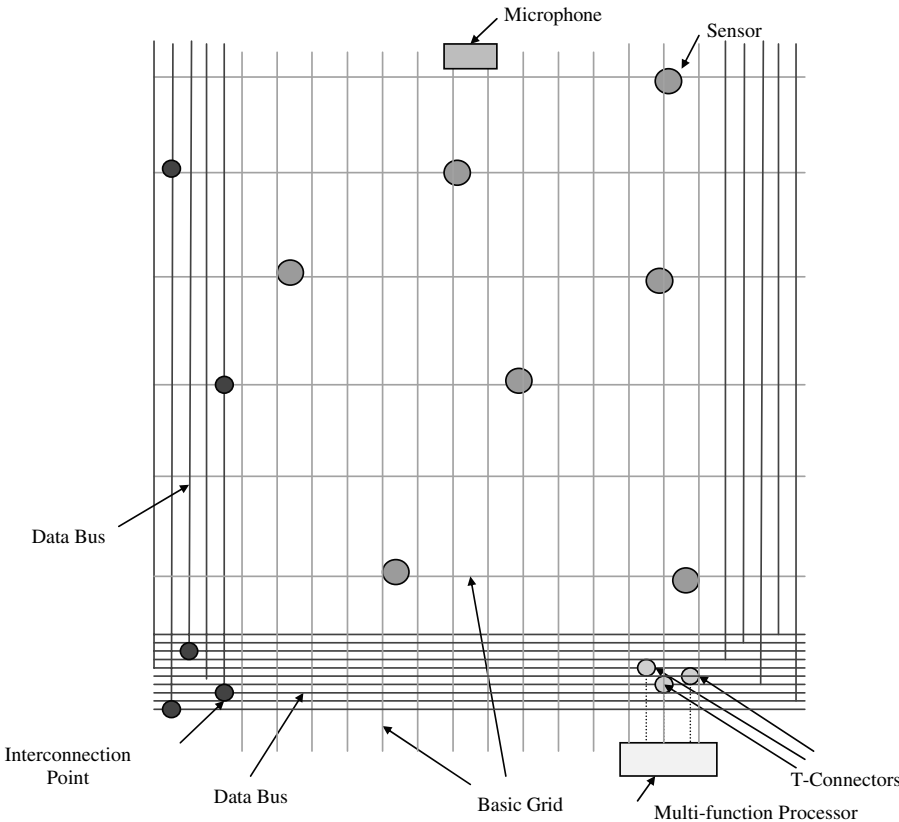 Microphone
Sensor
Data Bus
Interconnection
Point
Data Bus
Basic Grid
T-Connectors
Multi-function Processor